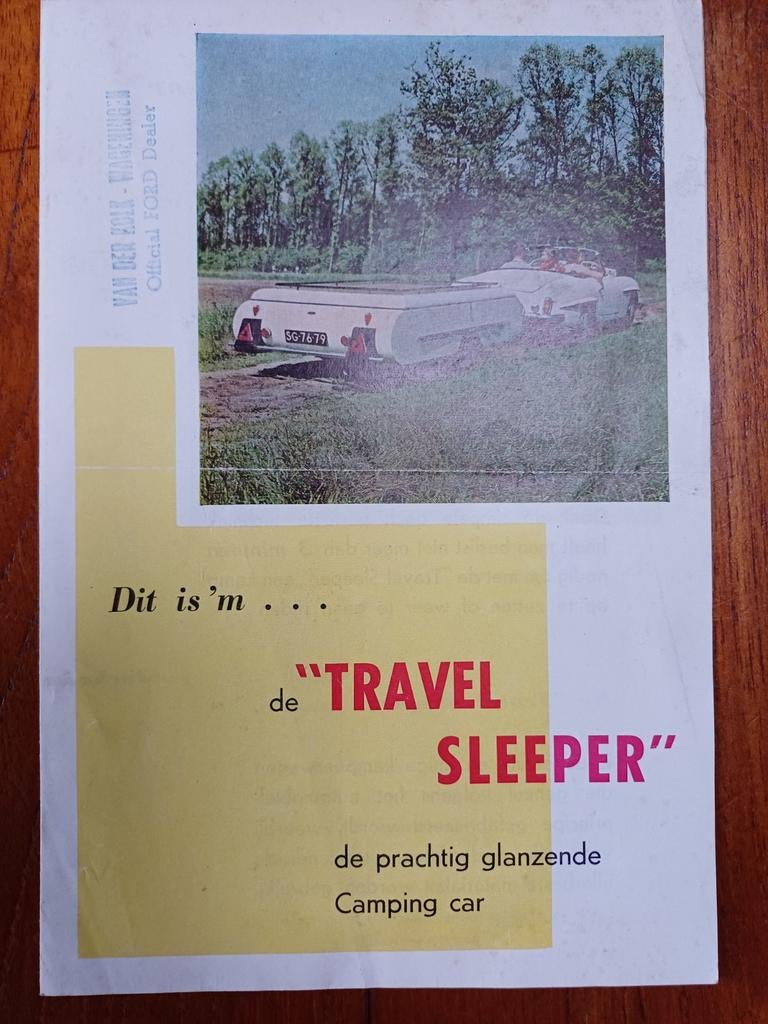 VAN DER KOLK - WAGENINGEN
Official FORD Dealer
SG-76-79
Dit is 'm . . .
de "TRAVEL
SLEEPER"
de prachtig glanzende
Camping car